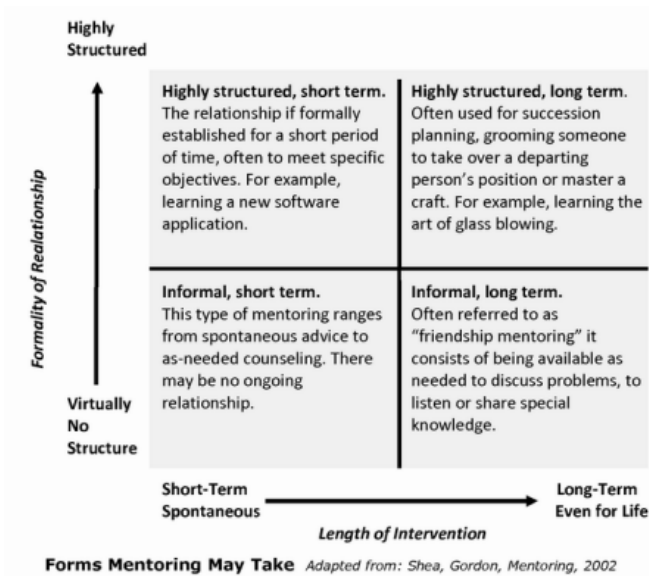 Highly
Structured
Formality of Realationship
Virtually
No
Structure
Highly structured, short term.
The relationship if formally
established for a short period
of time, often to meet specific
objectives. For example,
learning a new software
application.
Highly structured, long term.
Often used for succession
planning, grooming someone
to take over a departing
person's position or master a
craft. For example, learning the
art of glass blowing.
Informal, short term.
This type of mentoring ranges
from spontaneous advice to
as-needed counseling. There
may be no ongoing
relationship.
Informal, long term.
Often referred to as
“friendship mentoring” it
consists of being available as
needed to discuss problems, to
listen or share special
knowledge.
Short-Term
Spontaneous
Long-Term
Even for Life
Length of Intervention
Forms Mentoring May Take Adapted from: Shea, Gordon, Mentoring, 2002